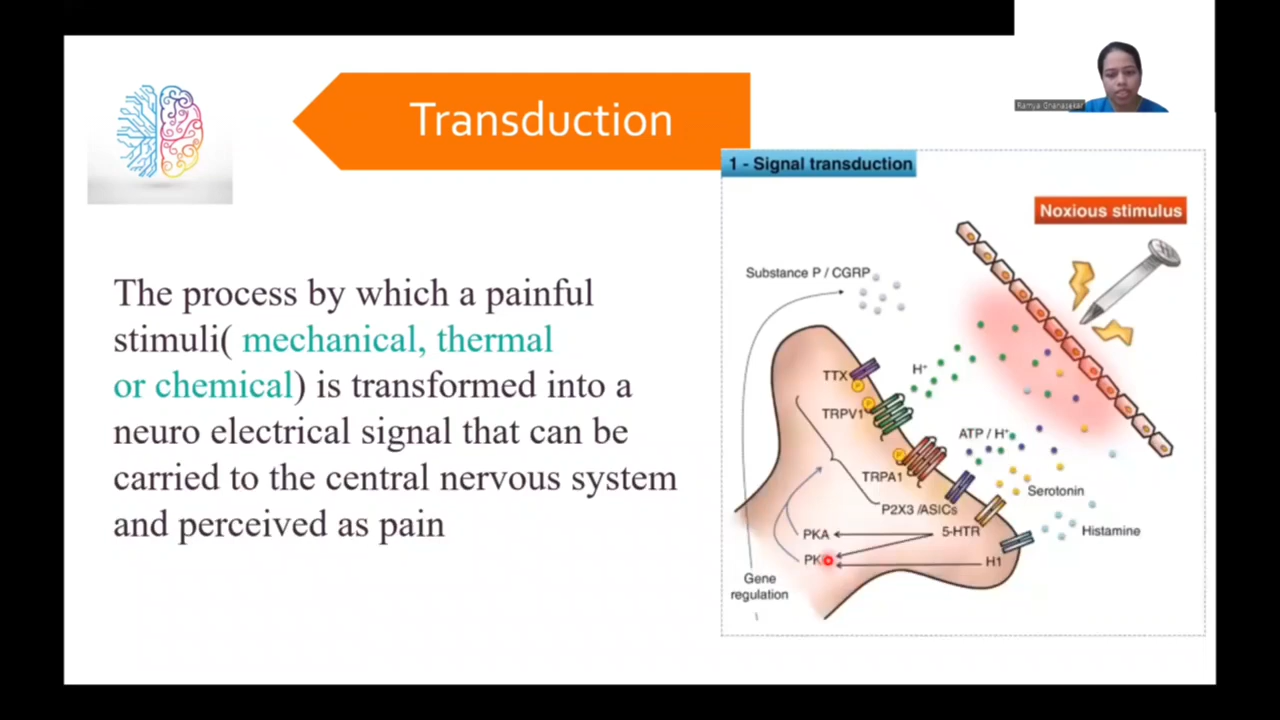 Transduction
Ramya Gnanasekar
1 - Signal transduction
Noxious stimulus
The process by which a painful
stimuli( mechanical, thermal
or chemical) is transformed into a
neuro electrical signal that can be
carried to the central nervous system
and perceived as pain
Substance P / CGRP
TTX
P
H+
TRPV1
P
ATP / H+
P
TRPA1
Serotonin
P2X3 /ASICs
Histamine
PKA
5-HTR
H1
Gene
regulation